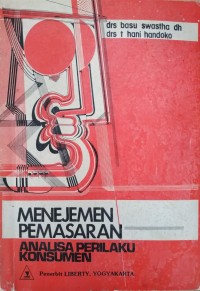 drs basu swastha dh
drs t hani handoko
MENEJEMEN
PEMASARAN
ANALISA PERILAKU
KONSUMEN
Penerbit LIBERTY, YOGYAKARTA